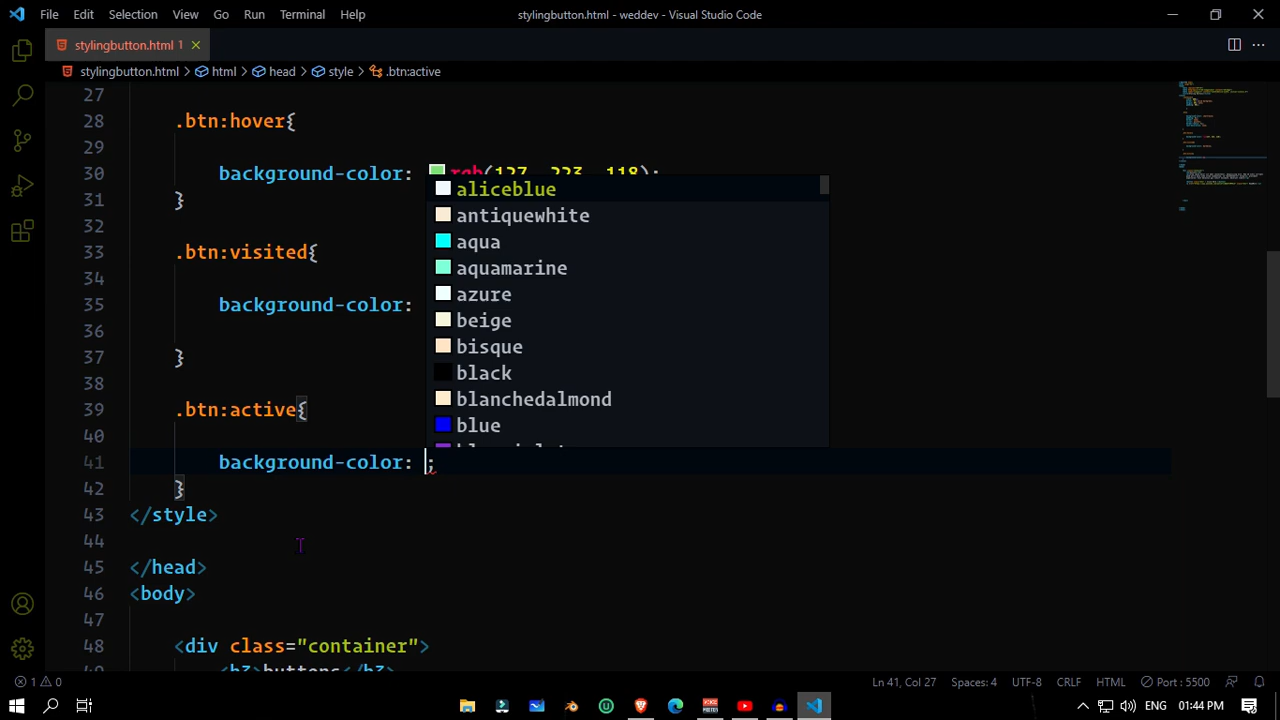 File Edit Selection View Go Run Terminal Help
stylingbutton.html - weddev - Visual Studio Code
stylingbutton.html 1
stylingbutton.html > html > head > style > .btn:active
27
28 .btn:hover{
29
30 background-color: rgb(127, 223, 118);
31 }
32
33 .btn:visited{
34
35 background-color:
36
37 }
38
39 .btn:active{
40
41 background-color: ;
42 }
43 </style>
44
45 </head>
46 <body>
47
48 <div class="container">
49 <h3>buttons</h3>
aliceblue
antiquewhite
aqua
aquamarine
azure
beige
bisque
black
blanchedalmond
blue
blueviolet
1 0
Ln 41, Col 27 Spaces: 4 UTF-8 CRLF HTML Port : 5500
ENG 01:44 PM